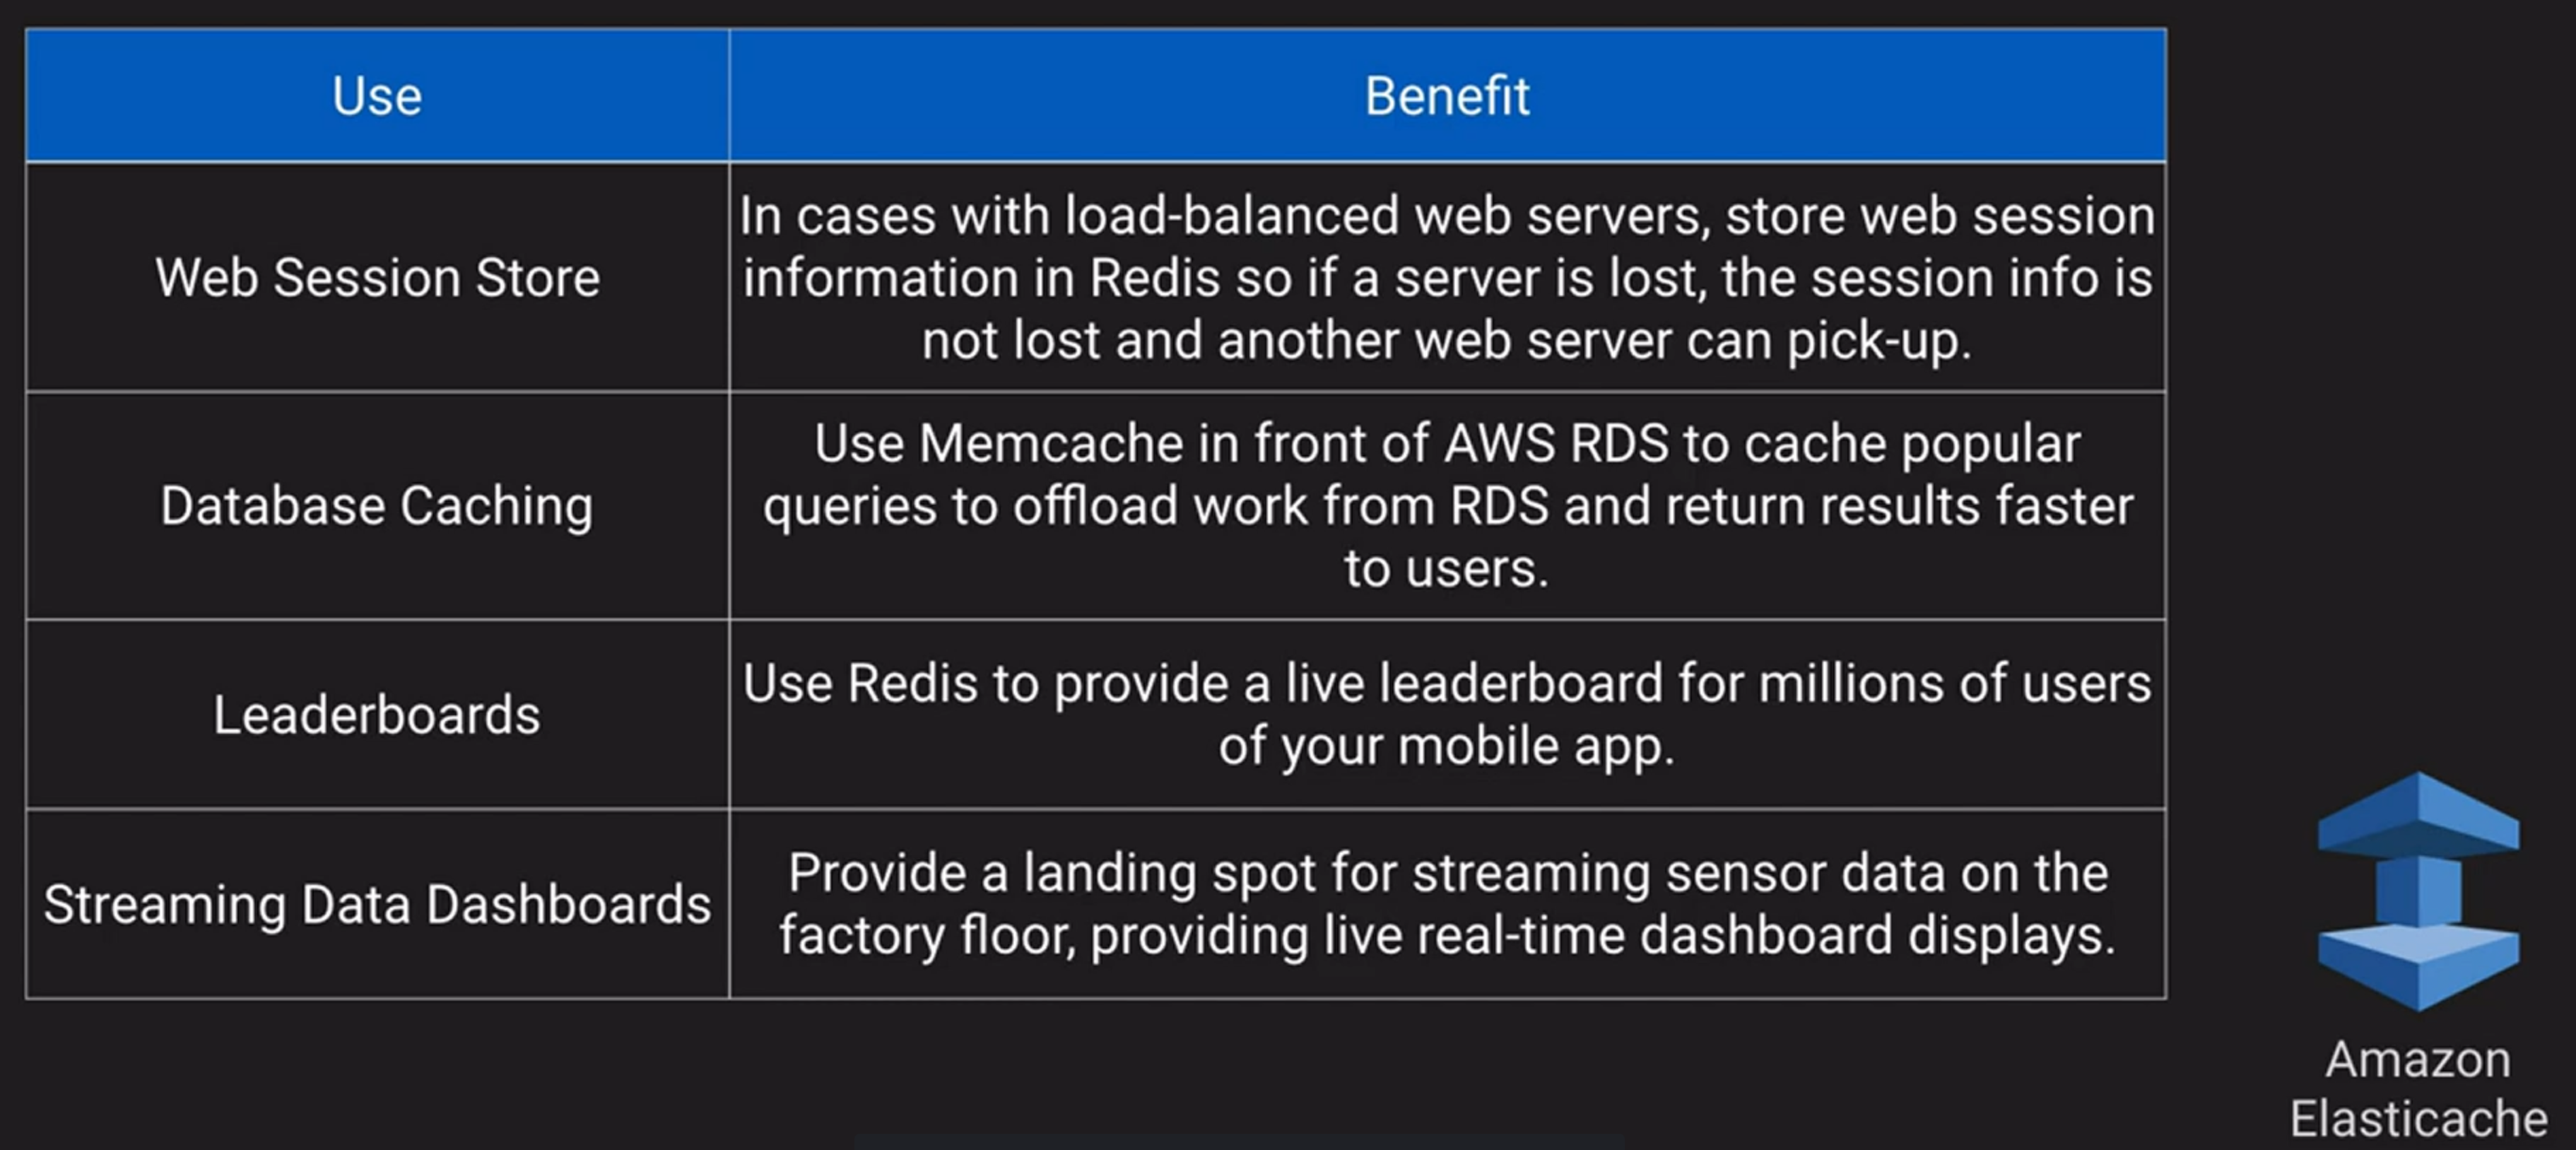 Use
Benefit
Web Session Store
In cases with load-balanced web servers, store web session
information in Redis so if a server is lost, the session info is
not lost and another web server can pick-up.
Database Caching
Use Memcache in front of AWS RDS to cache popular
queries to offload work from RDS and return results faster
to users.
Leaderboards
Use Redis to provide a live leaderboard for millions of users
of your mobile app.
Streaming Data Dashboards
Provide a landing spot for streaming sensor data on the
factory floor, providing live real-time dashboard displays.
Amazon
Elasticache